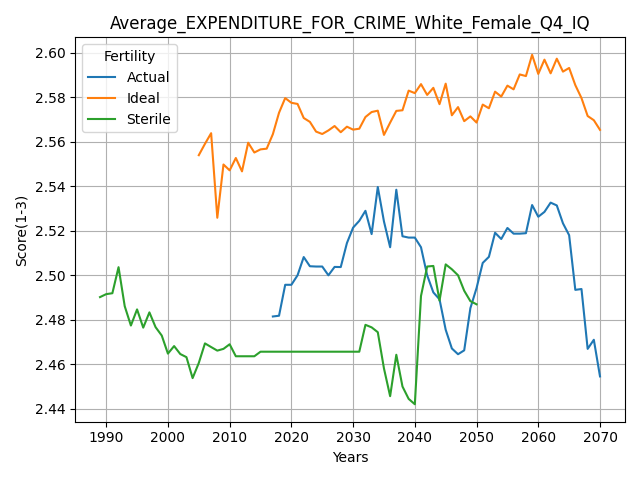 Average_EXPENDITURE_FOR_CRIME_White_Female_Q4_IQ
Fertility
Actual
Ideal
Sterile
Score(1-3)
2.60
2.58
2.56
2.54
2.52
2.50
2.48
2.46
2.44
1990 2000 2010 2020 2030 2040 2050 2060 2070
Years